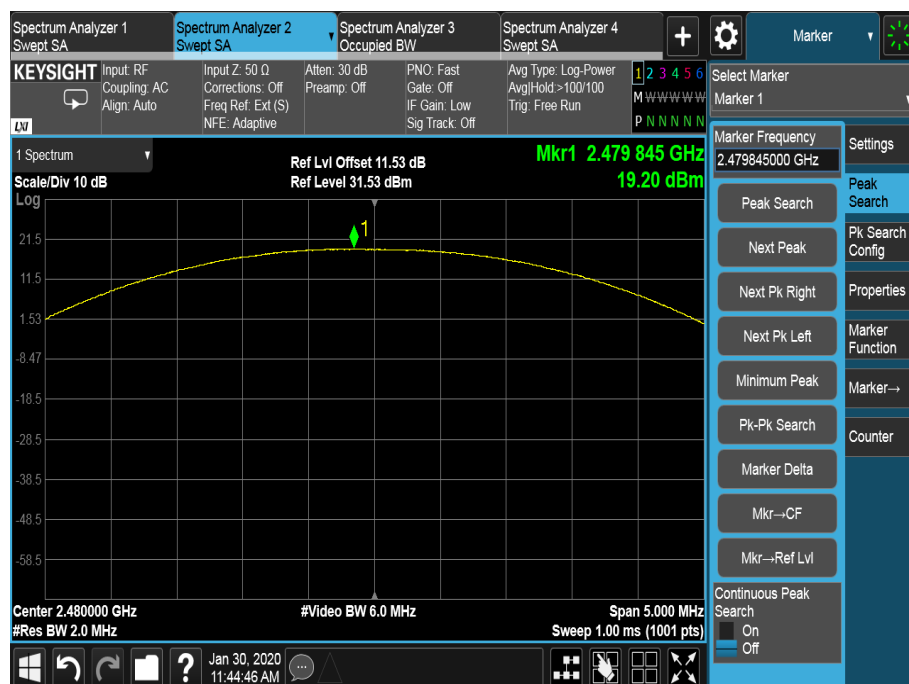 Spectrum Analyzer 1
Swept SA
Spectrum Analyzer 2
Swept SA
Spectrum Analyzer 3
Occupied BW
Spectrum Analyzer 4
Swept SA
+
Marker
KEYSIGHT
LXI
Input: RF
Coupling: AC
Align: Auto
Input Z: 50 Ω
Corrections: Off
Freq Ref: Ext (S)
NFE: Adaptive
Atten: 30 dB
Preamp: Off
PNO: Fast
Gate: Off
IF Gain: Low
Sig Track: Off
Avg Type: Log-Power
Avg|Hold:>100/100
Trig: Free Run
1 2 3 4 5 6
M W W W W W W
P N N N N N
Select Marker
Marker 1
1 Spectrum
Scale/Div 10 dB
Log
Ref Lvl Offset 11.53 dB
Ref Level 31.53 dBm
Mkr1 2.479 845 GHz
19.20 dBm
1
21.5
11.5
1.53
-8.47
-18.5
-28.5
-38.5
-48.5
-58.5
Center 2.480000 GHz
#Res BW 2.0 MHz
#Video BW 6.0 MHz
Span 5.000 MHz
Sweep 1.00 ms (1001 pts)
Marker Frequency
2.479845000 GHz
Peak Search
Next Peak
Next Pk Right
Next Pk Left
Minimum Peak
Pk-Pk Search
Marker Delta
Mkr→CF
Mkr→Ref Lvl
Continuous Peak
Search
On
Off
Settings
Peak
Search
Pk Search
Config
Properties
Marker
Function
Marker→
Counter
?
Jan 30, 2020
11:44:46 AM